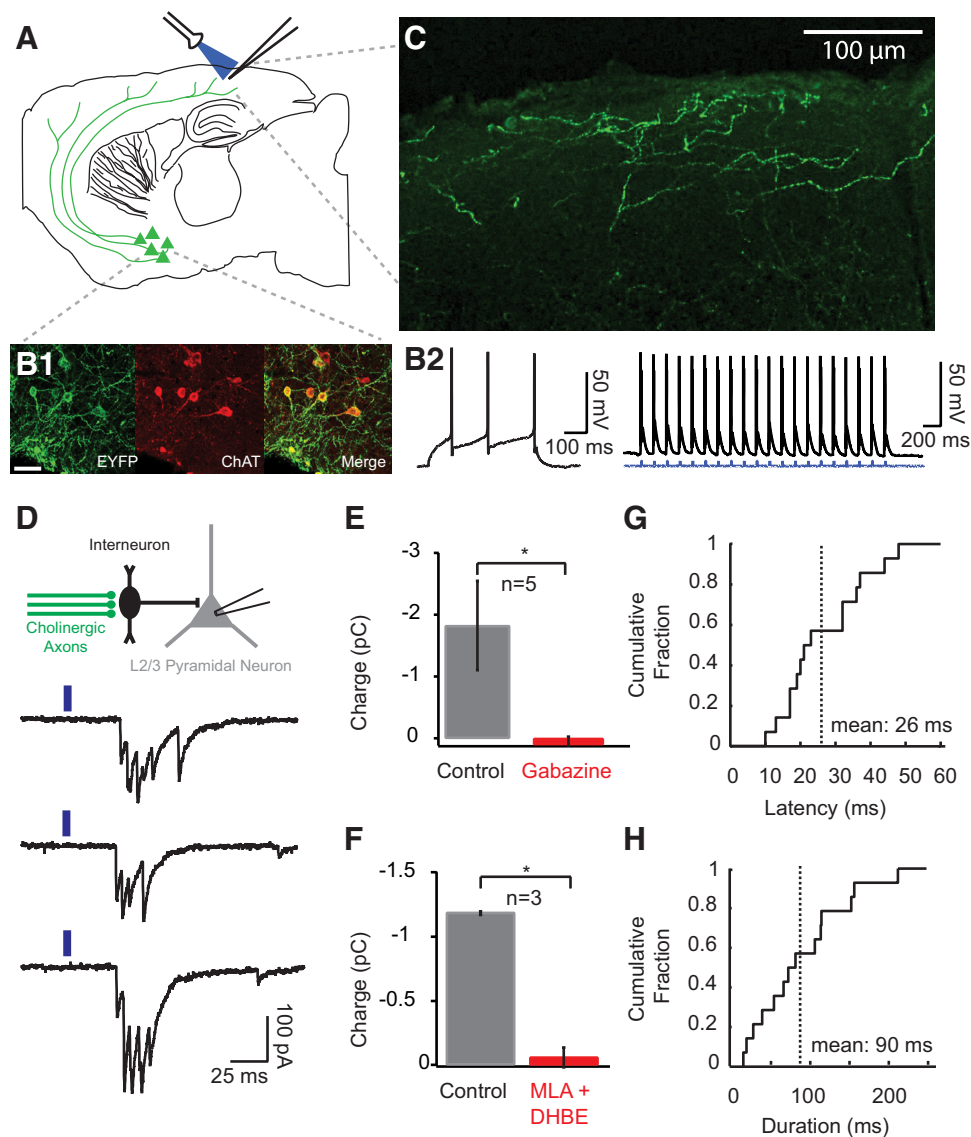 A
C
100 µm
B1
EYFP
ChAT
Merge
B2
50 mV
100 ms
50 mV
200 ms
D
Interneuron
Cholinergic
Axons
L2/3 Pyramidal Neuron
100 pA
25 ms
E
-3
-2
-1
0
Charge (pC)
*
n=5
Control
Gabazine
F
-1.5
-1
-0.5
0
Charge (pC)
*
n=3
Control
MLA +
DHBE
G
1
0.8
0.6
0.4
0.2
0
Cumulative
Fraction
mean: 26 ms
0 10 20 30 40 50 60
Latency (ms)
H
1
0.8
0.6
0.4
0.2
0
Cumulative
Fraction
mean: 90 ms
0 100 200
Duration (ms)